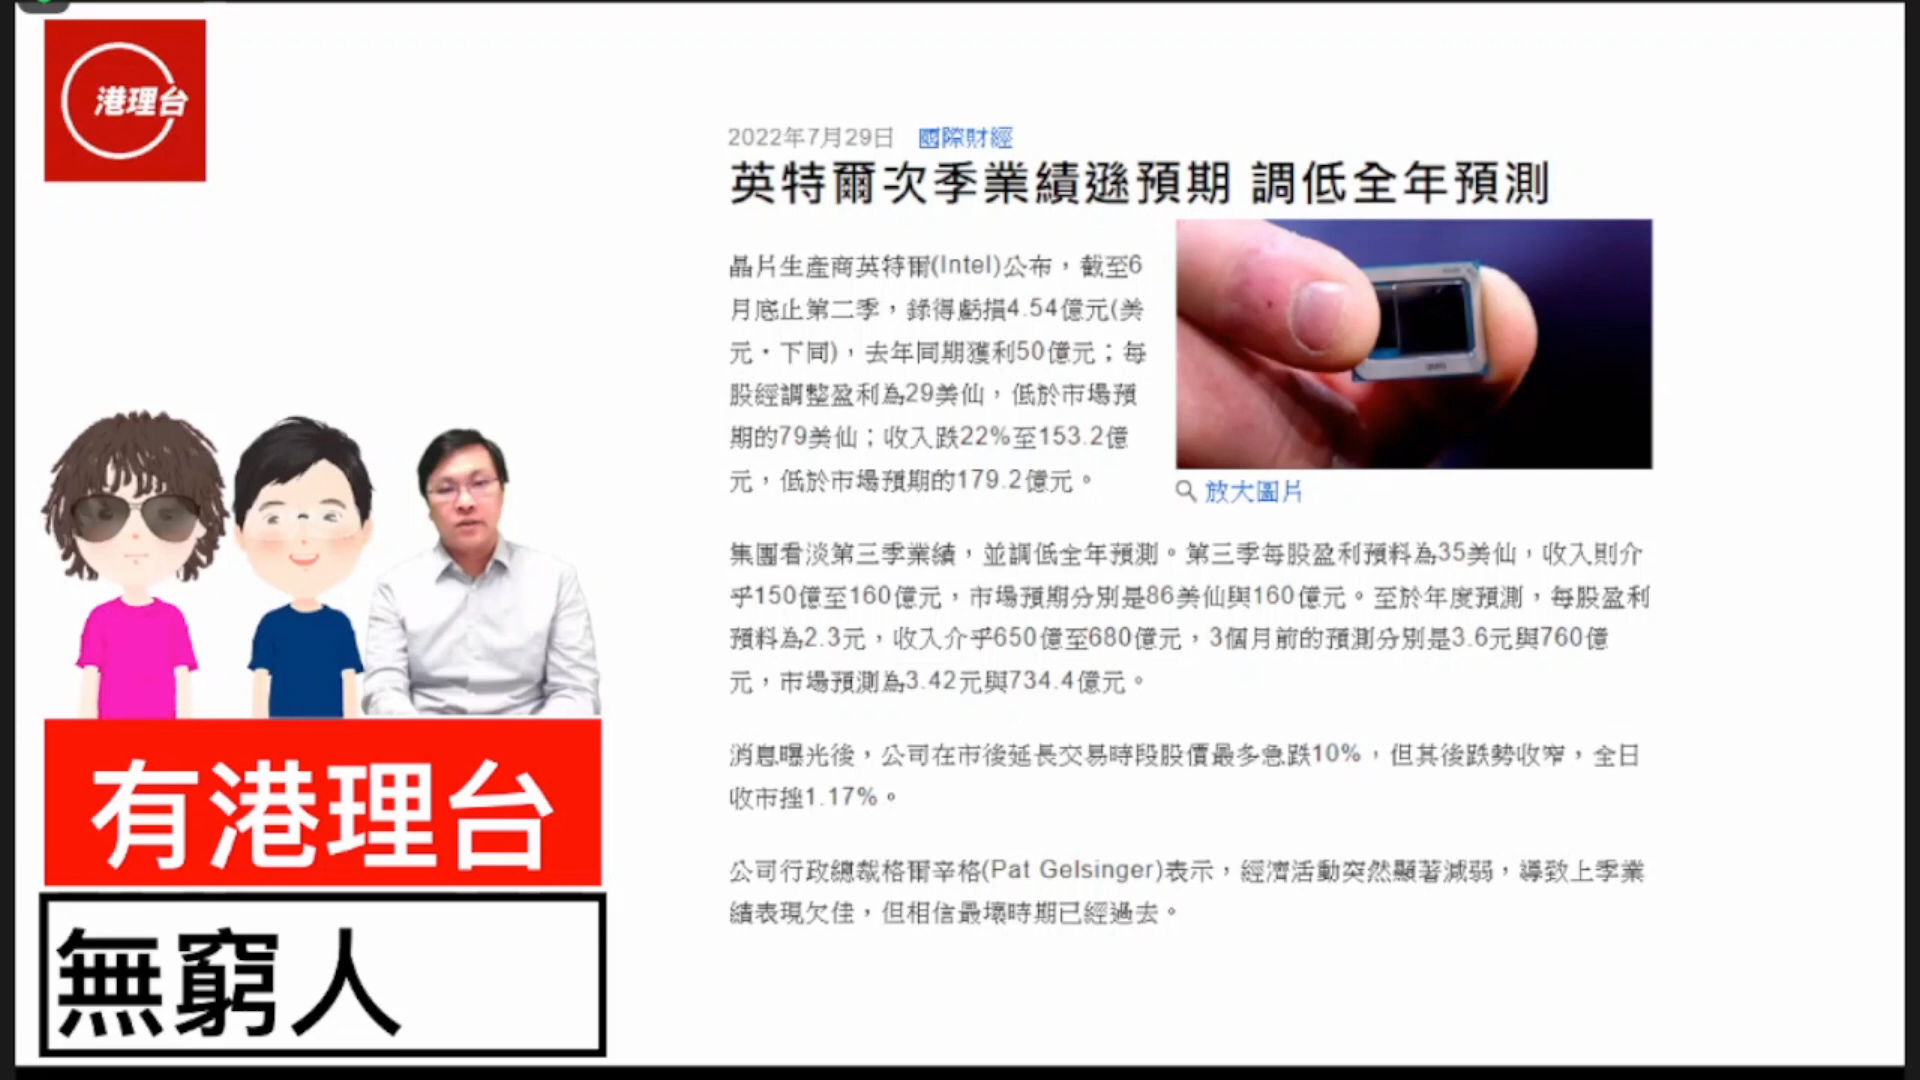 港理台
2022年7月29日 國際財經
英特爾次季業績遜預期 調低全年預測
晶片生產商英特爾(Intel)公布，截至6
月底止第二季，錄得虧損4.54億元(美
元·下同)，去年同期獲利50億元；每
股經調整盈利為29美仙，低於市場預
期的79美仙；收入跌22%至153.2億
元，低於市場預期的179.2億元。
放大圖片
集團看淡第三季業績，並調低全年預測。第三季每股盈利預料為35美仙，收入則介
乎150億至160億元，市場預期分別是86美仙與160億元。至於年度預測，每股盈利
預料為2.3元，收入介乎650億至680億元，3個月前的預測分別是3.6元與760億
元，市場預測為3.42元與734.4億元。
消息曝光後，公司在市後延長交易時段股價最多急跌10%，但其後跌勢收窄，全日
收市挫1.17%。
公司行政總裁格爾辛格(Pat Gelsinger)表示，經濟活動突然顯著減弱，導致上季業
績表現欠佳，但相信最壞時期已經過去。
有港理台
無窮人